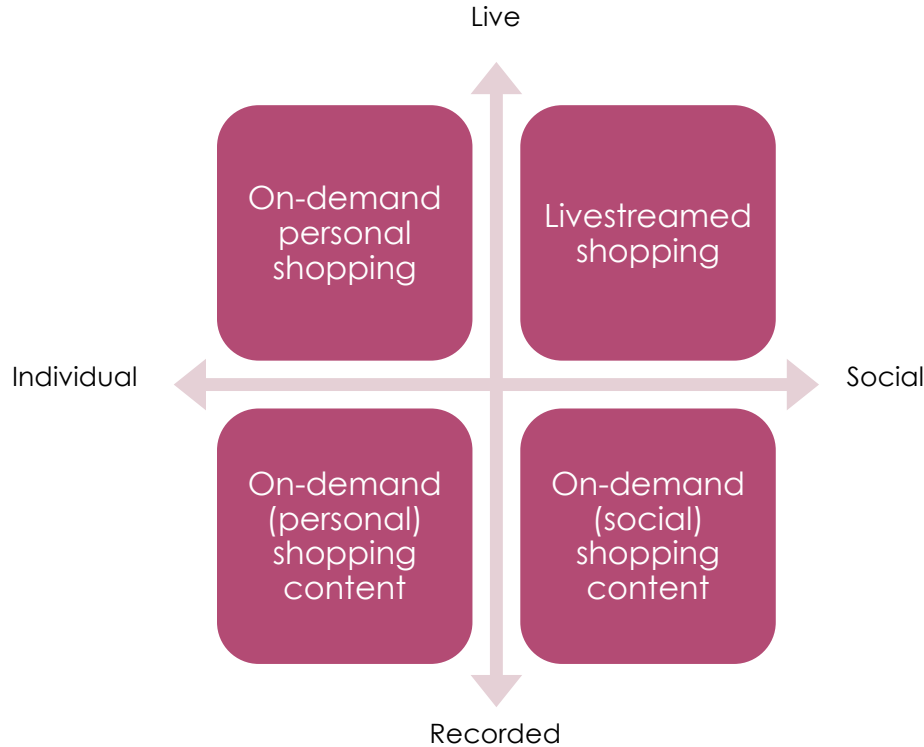 Live
On-demand
personal
shopping
Livestreamed
shopping
Individual
Social
On-demand
(personal)
shopping
content
On-demand
(social)
shopping
content
Recorded